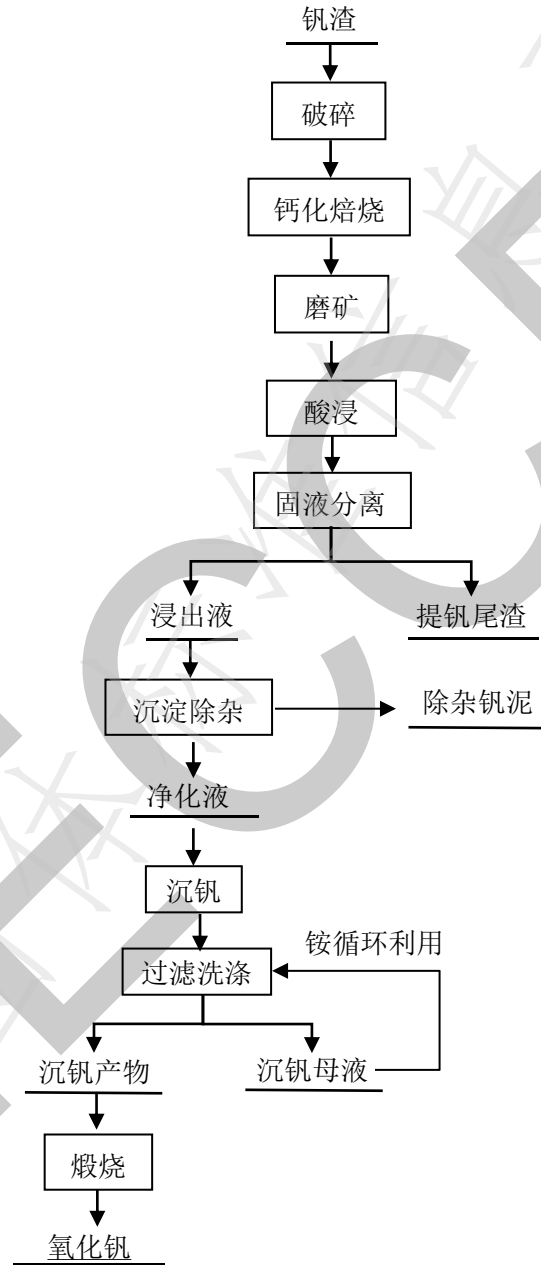 钒渣
破碎
钙化焙烧
磨矿
酸浸
固液分离
浸出液
提钒尾渣
沉淀除杂
除杂钒泥
净化液
沉钒
过滤洗涤
铵循环利用
沉钒产物
沉钒母液
煅烧
氧化钒